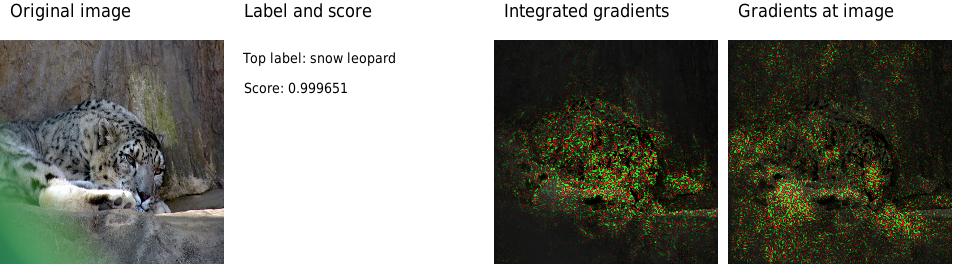 Original image
Label and score
Integrated gradients
Gradients at image
Top label: snow leopard
Score: 0.999651